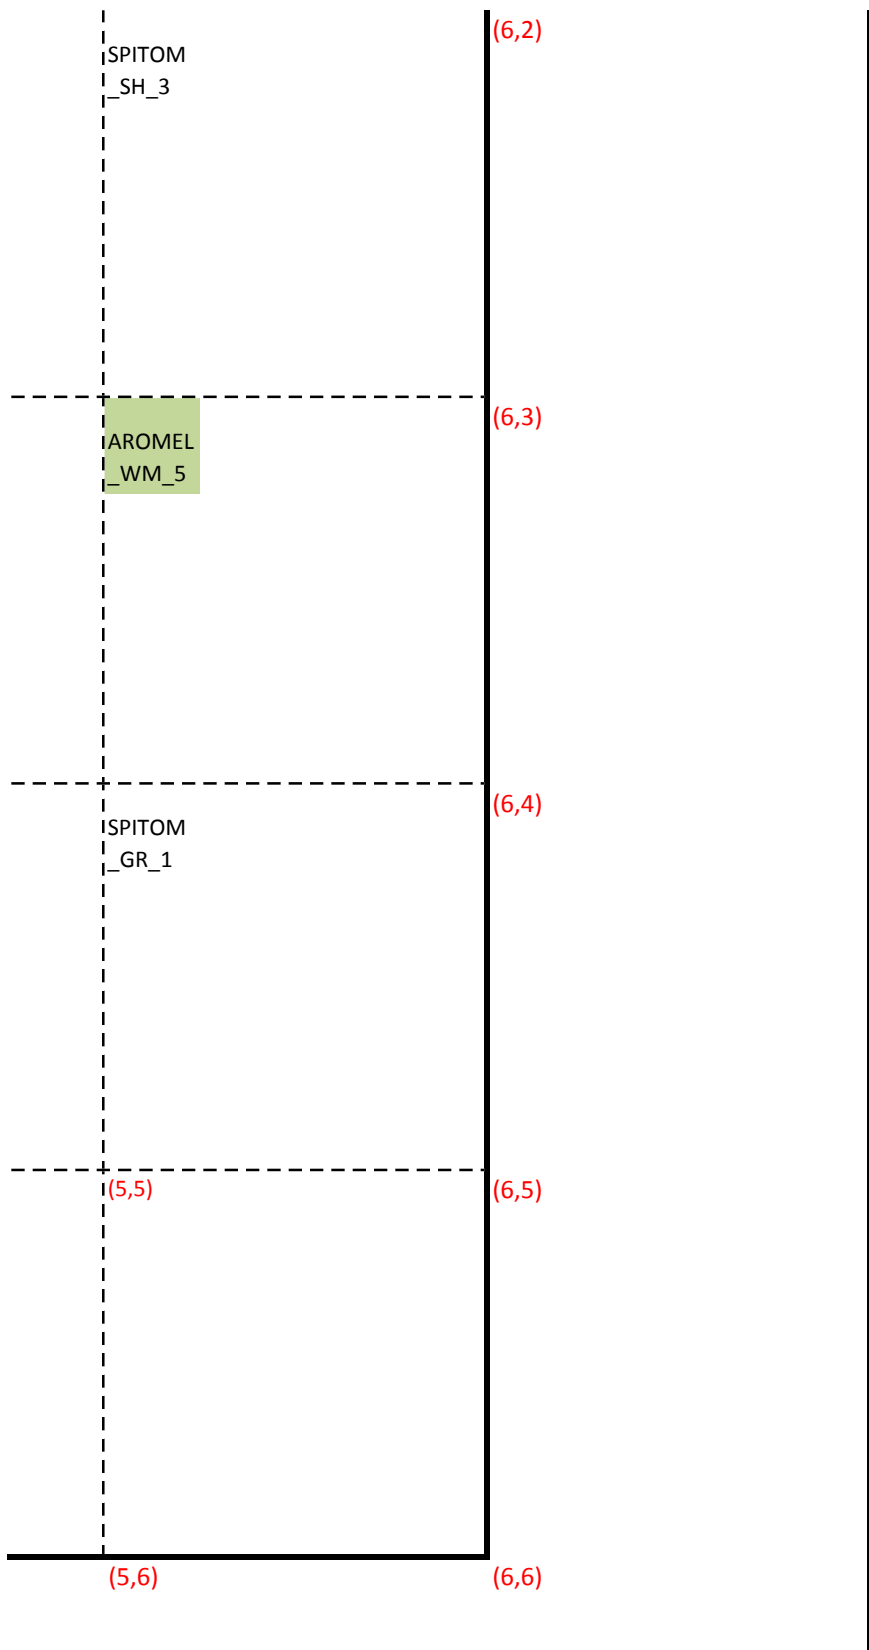 (6,2)
SPITOM
_SH_3
(6,3)
AROMEL
_WM_5
(6,4)
SPITOM
_GR_1
(5,5)
(6,5)
(5,6)
(6,6)